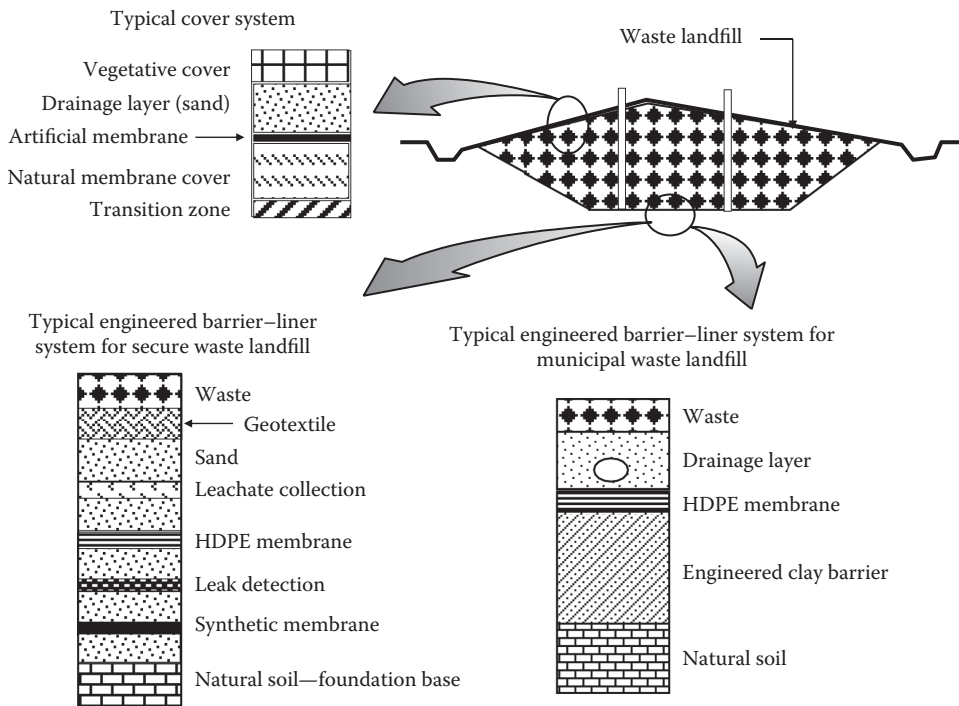 Typical cover system
Vegetative cover
Drainage layer (sand)
Artificial membrane
Natural membrane cover
Transition zone
Waste landfill
Typical engineered barrier–liner
system for secure waste landfill
Waste
Geotextile
Sand
Leachate collection
HDPE membrane
Leak detection
Synthetic membrane
Natural soil—foundation base
Typical engineered barrier–liner system for
municipal waste landfill
Waste
Drainage layer
HDPE membrane
Engineered clay barrier
Natural soil